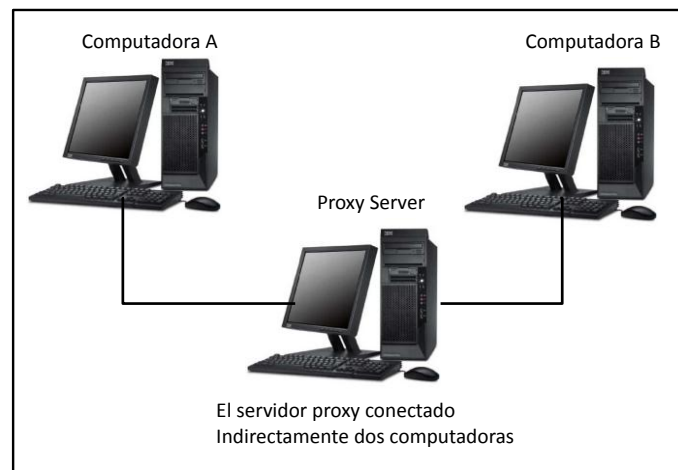 Computadora A
Computadora B
Proxy Server
El servidor proxy conectado
Indirectamente dos computadoras